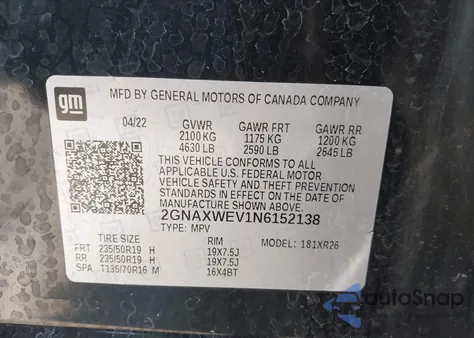 gm
MFD BY GENERAL MOTORS OF CANADA COMPANY
04/22 GVWR GAWR FRT GAWR RR
2100 KG 1175 KG 1200 KG
4630 LB 2590 LB 2645 LB
THIS VEHICLE CONFORMS TO ALL
APPLICABLE U.S. FEDERAL MOTOR
VEHICLE SAFETY, BUMPER, AND THEFT
PREVENTION STANDARDS IN
EFFECT ON THE DATE OF
MANUFACTURE SHOWN ABOVE.
2GNAXWEV1N6152138
TYPE: MPV MODEL: 1XR26
TIRE SIZE RIM
FRT 235/50R19 H 19X7.5J
RR 235/50R19 H 19X7.5J
SPA T135/70R16 M 16X4BT
autoSnap